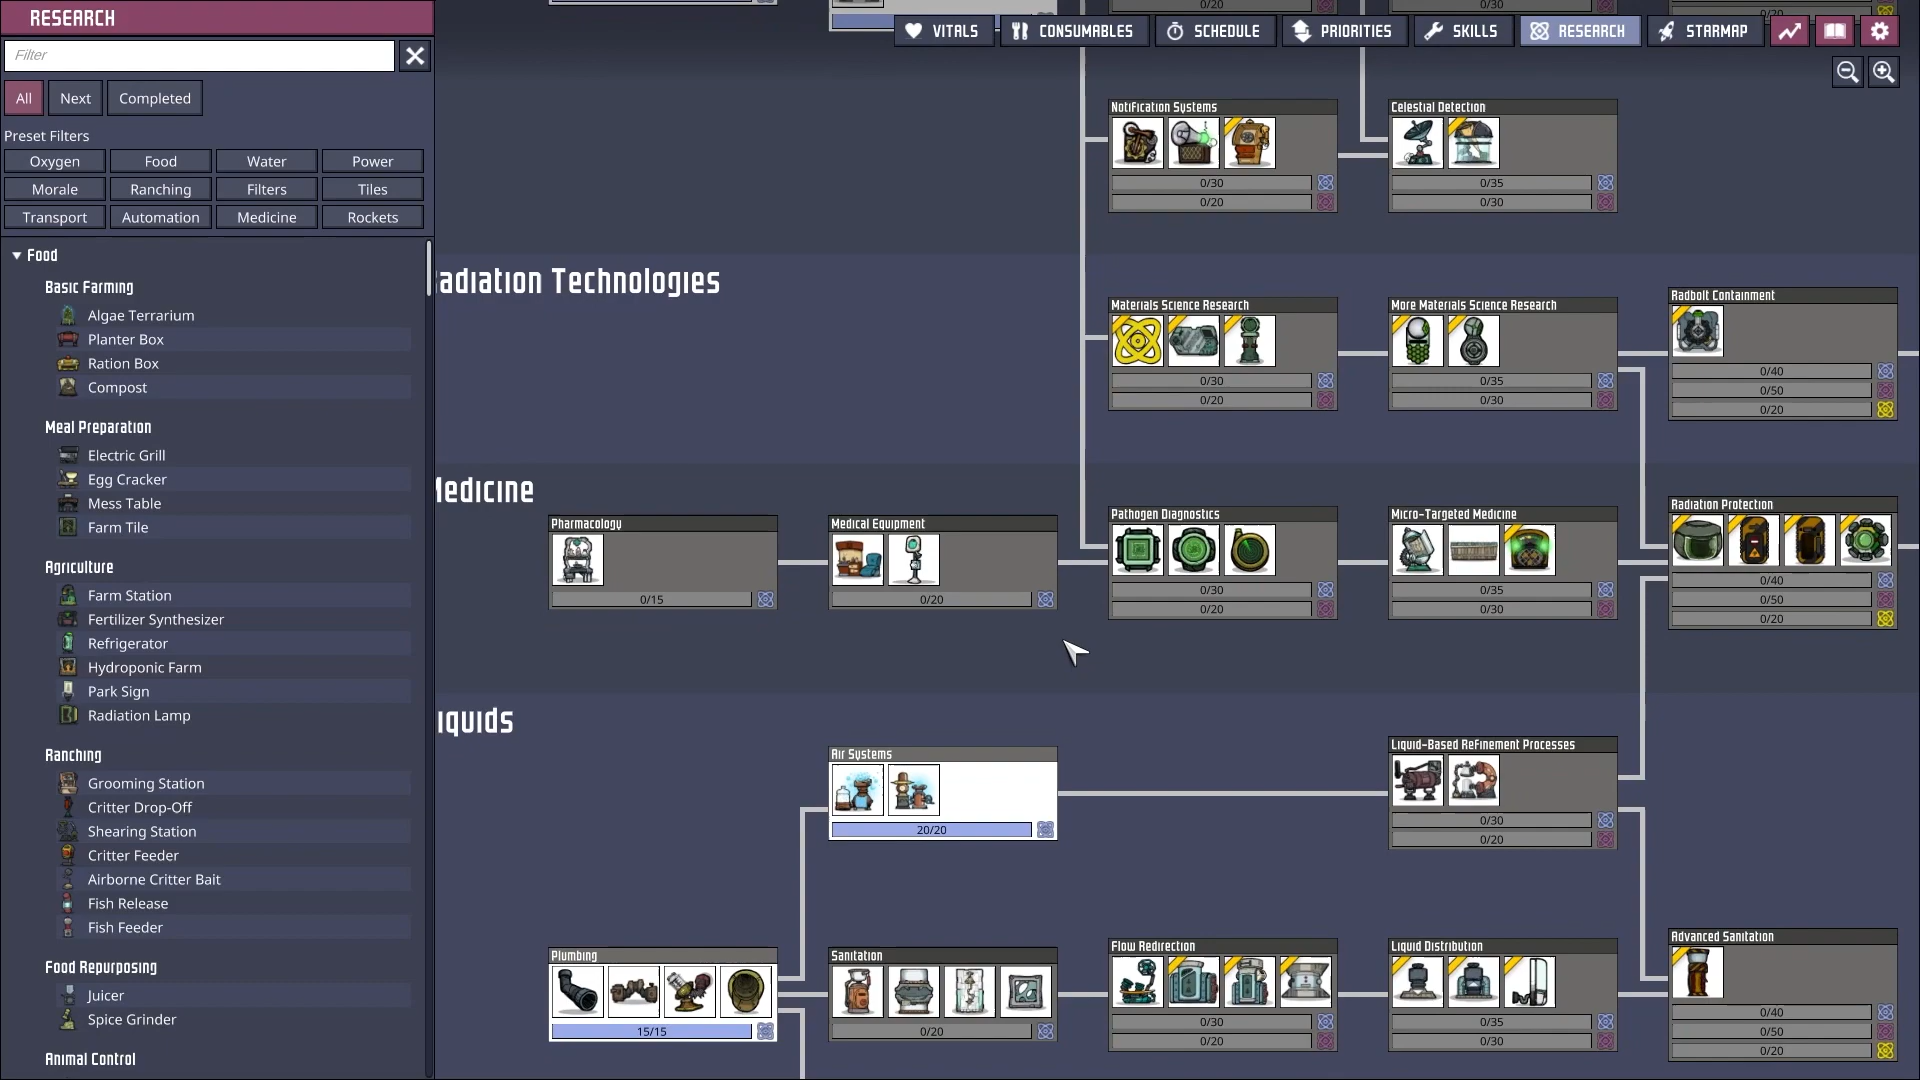 RESEARCH
VITALS
CONSUMABLES
SCHEDULE
PRIORITIES
SKILLS
RESEARCH
STARMAP
Filter
All
Next
Completed
Preset Filters
Oxygen
Food
Water
Power
Morale
Ranching
Filters
Tiles
Transport
Automation
Medicine
Rockets
Food
Basic Farming
Algae Terrarium
Planter Box
Ration Box
Compost
Meal Preparation
Electric Grill
Egg Cracker
Mess Table
Farm Tile
Agriculture
Farm Station
Fertilizer Synthesizer
Refrigerator
Hydroponic Farm
Park Sign
Radiation Lamp
Ranching
Grooming Station
Critter Drop-Off
Shearing Station
Critter Feeder
Airborne Critter Bait
Fish Release
Fish Feeder
Food Repurposing
Juicer
Spice Grinder
Animal Control
0/20
0/30
0/20
Notification Systems
0/30
0/20
Celestial Detection
0/35
0/30
adiation Technologies
Materials Science Research
0/30
0/20
More Materials Science Research
0/35
0/30
Radbolt Containment
0/40
0/50
0/20
Medicine
Pharmacology
0/15
Medical Equipment
0/20
Pathogen Diagnostics
0/30
0/20
Micro-Targeted Medicine
0/35
0/30
Radiation Protection
0/40
0/50
0/20
iquids
Air Systems
20/20
Liquid-Based Refinement Processes
0/30
0/20
Plumbing
15/15
Sanitation
0/20
Flow Redirection
0/30
0/20
Liquid Distribution
0/35
0/30
Advanced Sanitation
0/40
0/50
0/20